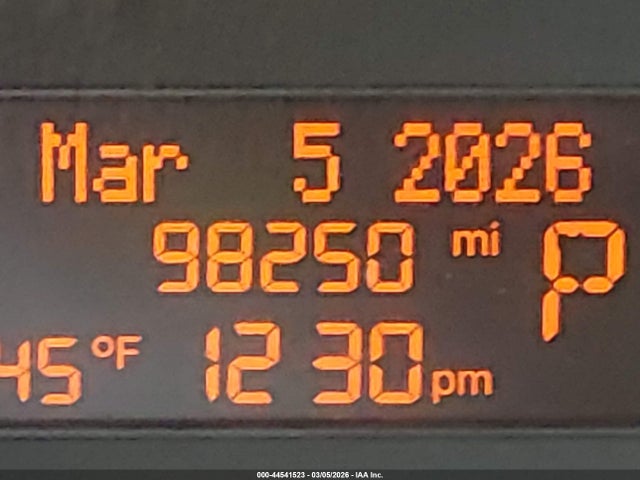 Mar 5 2026
98250 mi P
45°F 12 30 pm
000-44541523 - 03/05/2026 - IAA Inc.